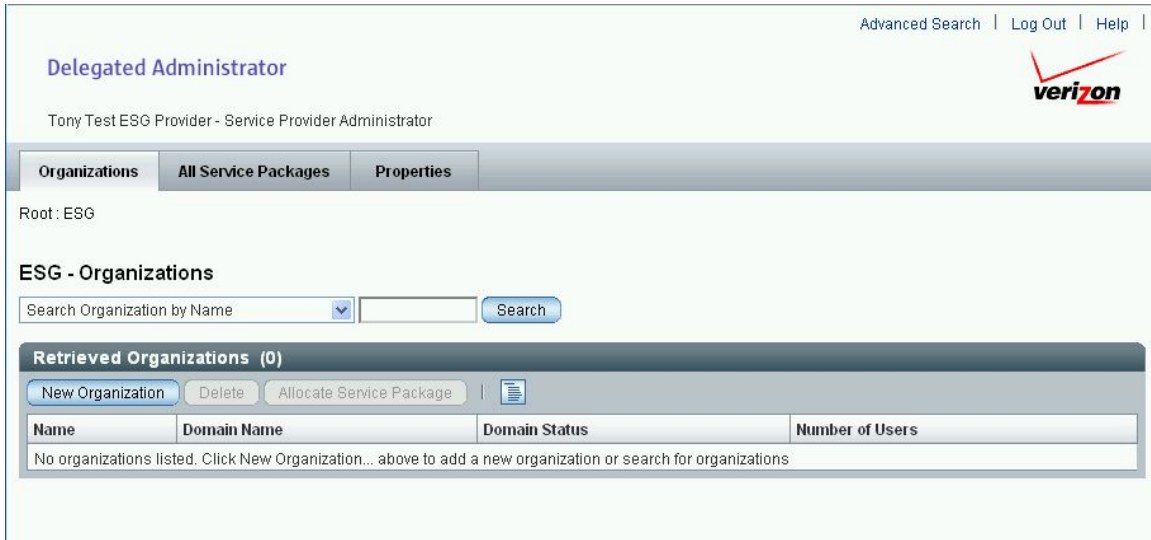 Advanced Search | Log Out | Help |
Delegated Administrator
verizon
Tony Test ESG Provider - Service Provider Administrator
Organizations All Service Packages Properties
Root : ESG
ESG - Organizations
Search Organization by Name Search
Retrieved Organizations (0)
New Organization Delete Allocate Service Package |
Name Domain Name Domain Status Number of Users
No organizations listed. Click New Organization... above to add a new organization or search for organizations